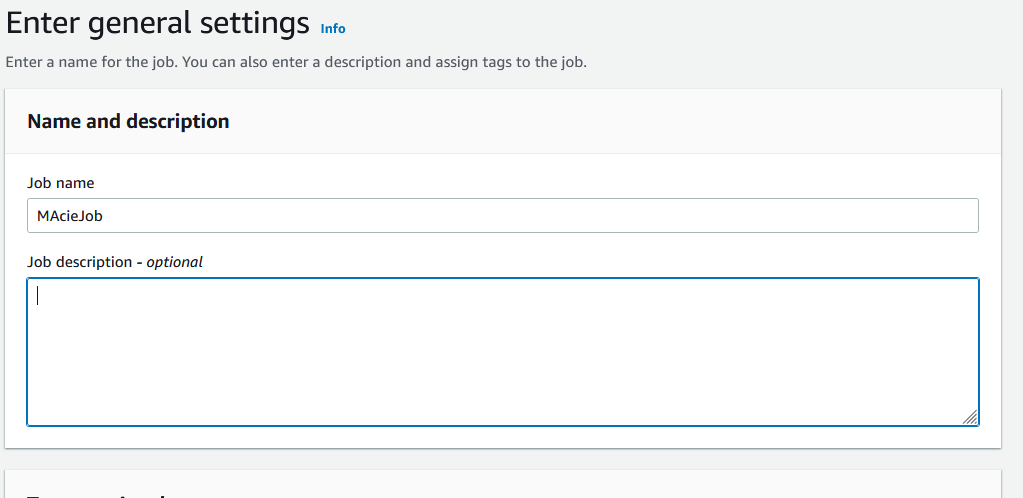 Enter general settings Info
Enter a name for the job. You can also enter a description and assign tags to the job.
Name and description
Job name
MAcieJob
Job description - optional